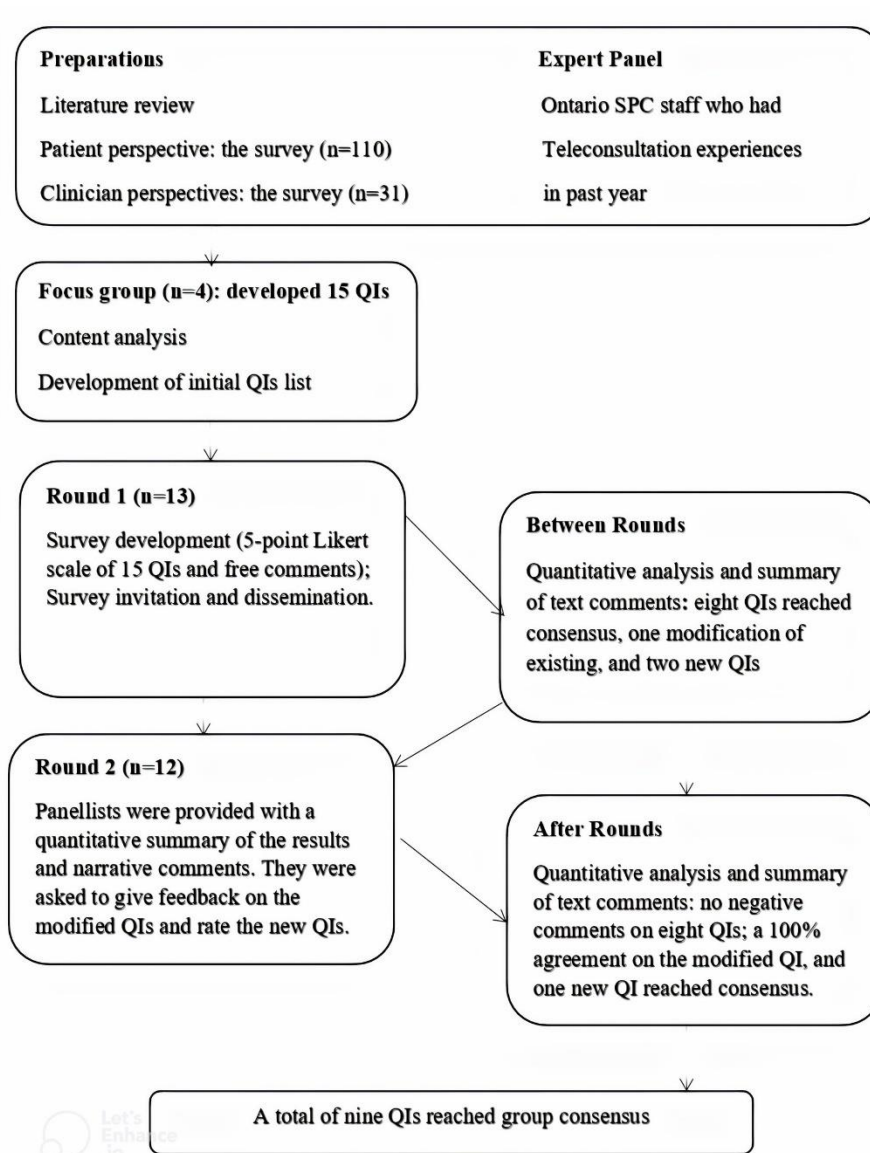 Preparations
Literature review
Patient perspective: the survey (n=110)
Clinician perspectives: the survey (n=31)
Expert Panel
Ontario SPC staff who had
Teleconsultation experiences
in past year
Focus group (n=4): developed 15 QIs
Content analysis
Development of initial QIs list
Round 1 (n=13)
Survey development (5-point Likert
scale of 15 QIs and free comments);
Survey invitation and dissemination.
Between Rounds
Quantitative analysis and summary
of text comments: eight QIs reached
consensus, one modification of
existing, and two new QIs
Round 2 (n=12)
Panellists were provided with a
quantitative summary of the results
and narrative comments. They were
asked to give feedback on the
modified QIs and rate the new QIs.
After Rounds
Quantitative analysis and summary
of text comments: no negative
comments on eight QIs; a 100%
agreement on the modified QI, and
one new QI reached consensus.
A total of nine QIs reached group consensus
Let's
Enhance